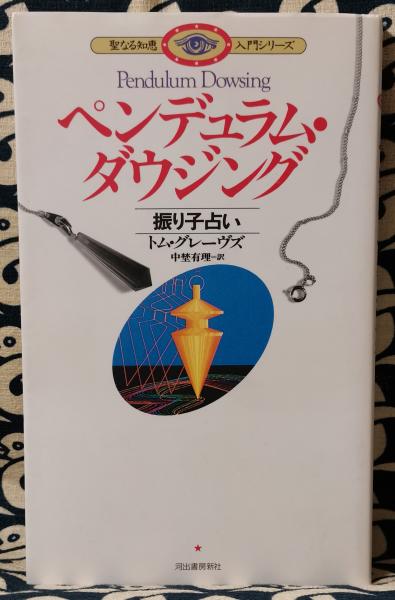 聖なる知恵 入門シリーズ
Pendulum Dowsing
ペンデュラム・
ダウジング
振り子占い
トム・グレーヴズ
中埜有理=訳
河出書房新社